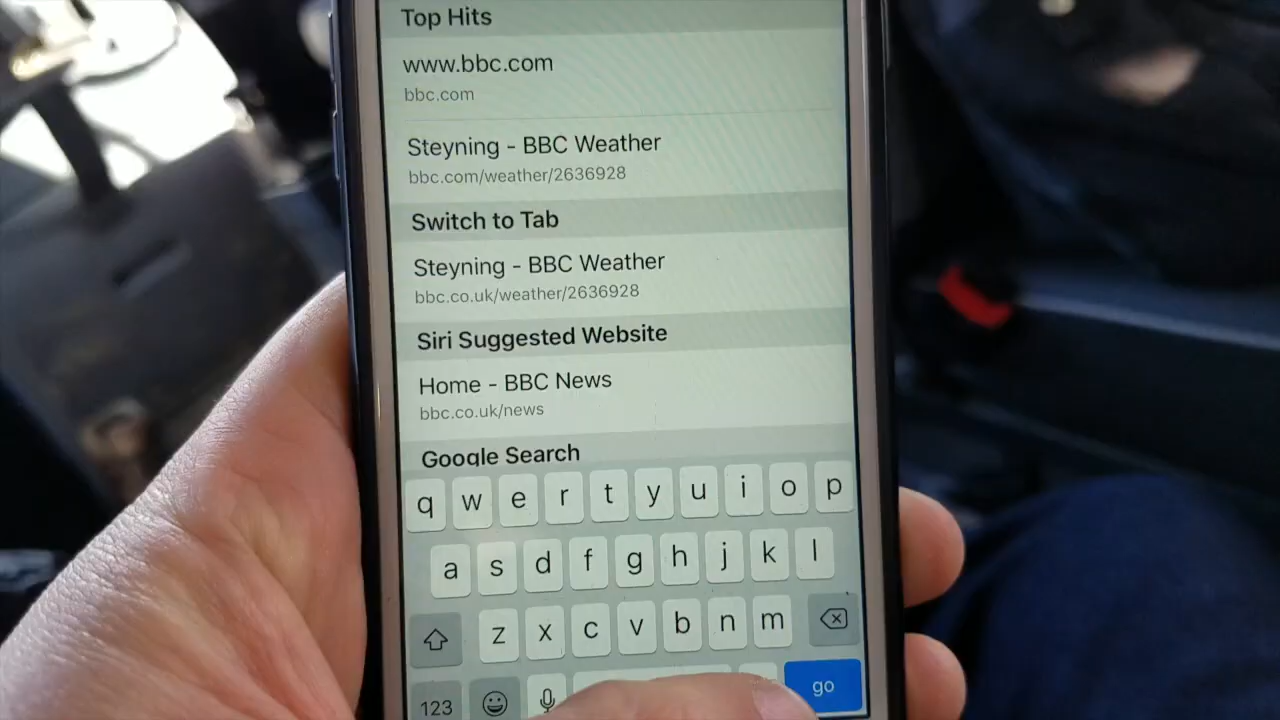 Top Hits
www.bbc.com
bbc.com
Steyning - BBC Weather
bbc.com/weather/2636928
Switch to Tab
Steyning - BBC Weather
bbc.co.uk/weather/2636928
Siri Suggested Website
Home - BBC News
bbc.co.uk/news
Google Search
q w e r t y u i o p
a s d f g h j k l
z x c v b n m
123 go